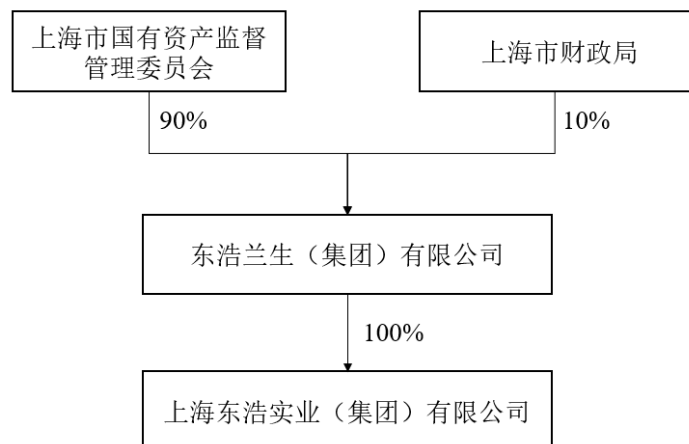 上海市国有资产监督
管理委员会
上海市财政局
90%
10%
东浩兰生（集团）有限公司
100%
上海东浩实业（集团）有限公司